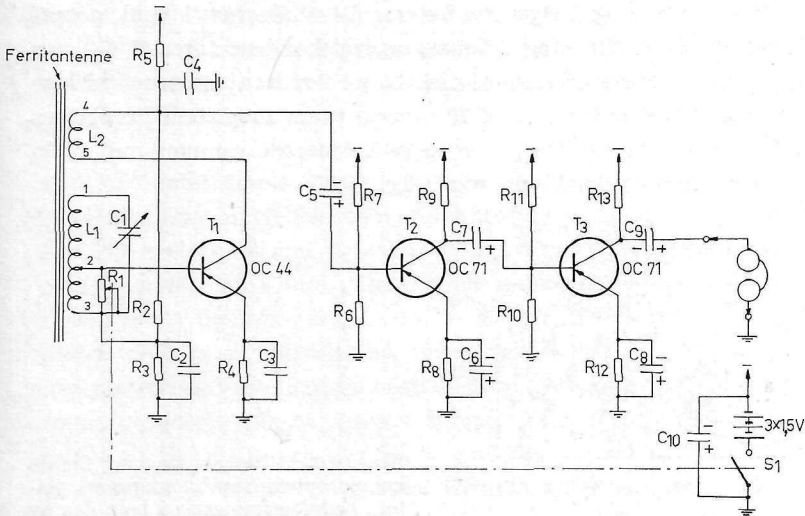 Ferritantenne
R5
C4
4
L2
5
1
C1
L1
2
R1
3
R2
R3
C2
T1
OC 44
R4
C3
C5
R7
R6
R9
T2
OC 71
C7
R8
C6
R11
R10
R13
T3
OC 71
C9
R12
C8
C10
3×1,5V
S1